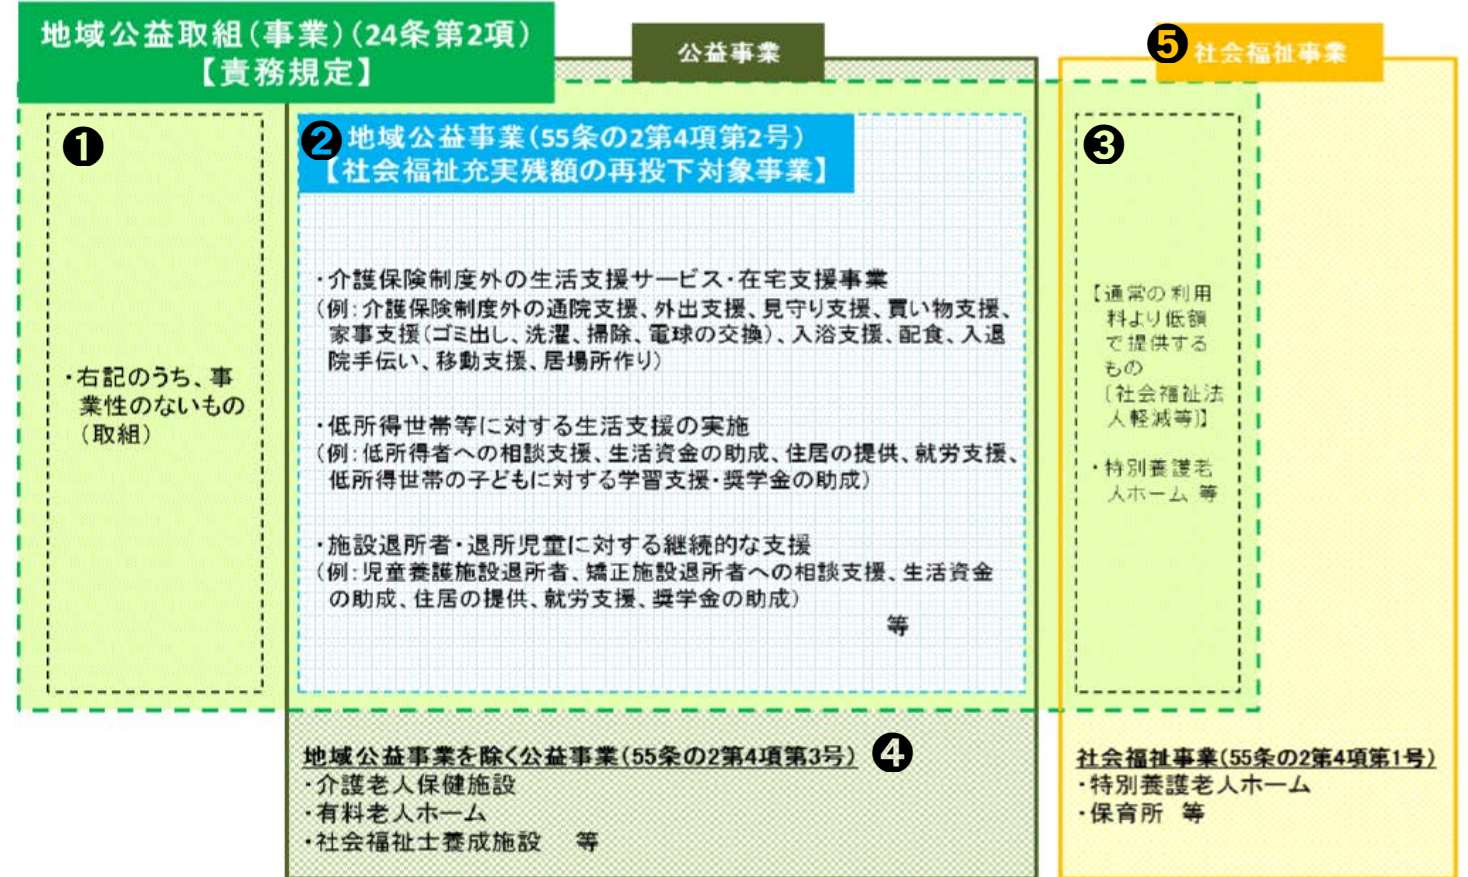 地域公益取組(事業)(24条第2項)
【責務規定】
公益事業
❺社会福祉事業
❶
・右記のうち、事
業性のないもの
(取組)
❷地域公益事業(55条の2第4項第2号)
【社会福祉充実残額の再投下対象事業】
・介護保険制度外の生活支援サービス・在宅支援事業
(例:介護保険制度外の通院支援、外出支援、見守り支援、買い物支援、
家事支援(ゴミ出し、洗濯、掃除、電球の交換)、入浴支援、配食、入退
院手伝い、移動支援、居場所作り)
・低所得世帯等に対する生活支援の実施
(例:低所得者への相談支援、生活資金の助成、住居の提供、就労支援、
低所得世帯の子どもに対する学習支援・奨学金の助成)
・施設退所者・退所児童に対する継続的な支援
(例:児童養護施設退所者、矯正施設退所者への相談支援、生活資金
の助成、住居の提供、就労支援、奨学金の助成)
等
❸
【通常の利用
料より低額
で提供する
もの
〔社会福祉法
人軽減等〕】
・特別養護老
人ホーム 等
地域公益事業を除く公益事業(55条の2第4項第3号) ❹
・介護老人保健施設
・有料老人ホーム
・社会福祉士養成施設 等
社会福祉事業(55条の2第4項第1号)
・特別養護老人ホーム
・保育所 等